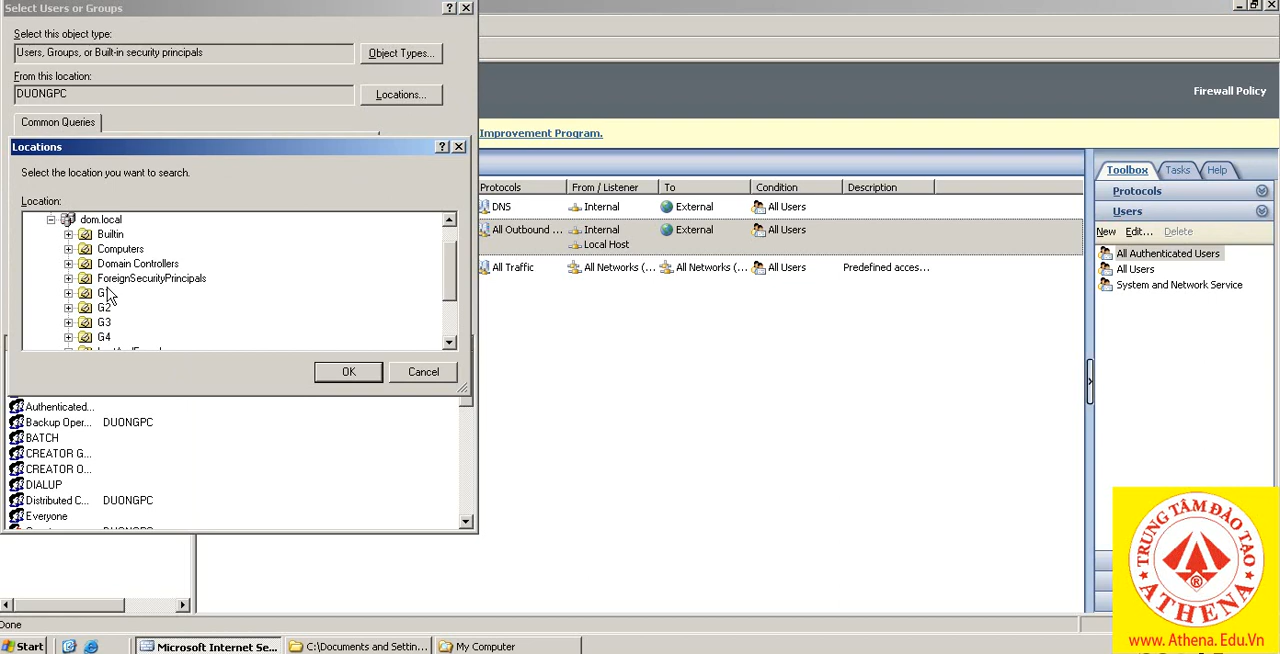 Select Users or Groups
Select this object type:
Users, Groups, or Built-in security principals
Object Types...
From this location:
DUONGPC
Locations...
Common Queries
Locations
Select the location you want to search.
Location:
dom.local
Builtin
Computers
Domain Controllers
ForeignSecurityPrincipals
G2
G3
G4
OK
Cancel
Authenticated...
Backup Oper... DUONGPC
BATCH
CREATOR G...
CREATOR O...
DIALUP
Distributed C... DUONGPC
Everyone
DUONGPC
Firewall Policy
Improvement Program.
Protocols From / Listener To Condition Description
DNS Internal External All Users
All Outbound ... Internal External All Users
Local Host
All Traffic All Networks (... All Networks (... All Users Predefined acces...
Toolbox Tasks Help
Protocols
Users
New Edit... Delete
All Authenticated Users
All Users
System and Network Service
Done
Start
Microsoft Internet Se...
C:\Documents and Settin...
My Computer
TRUNG TÂM ĐÀO TẠO
ATHENA
®
www.Athena.Edu.Vn